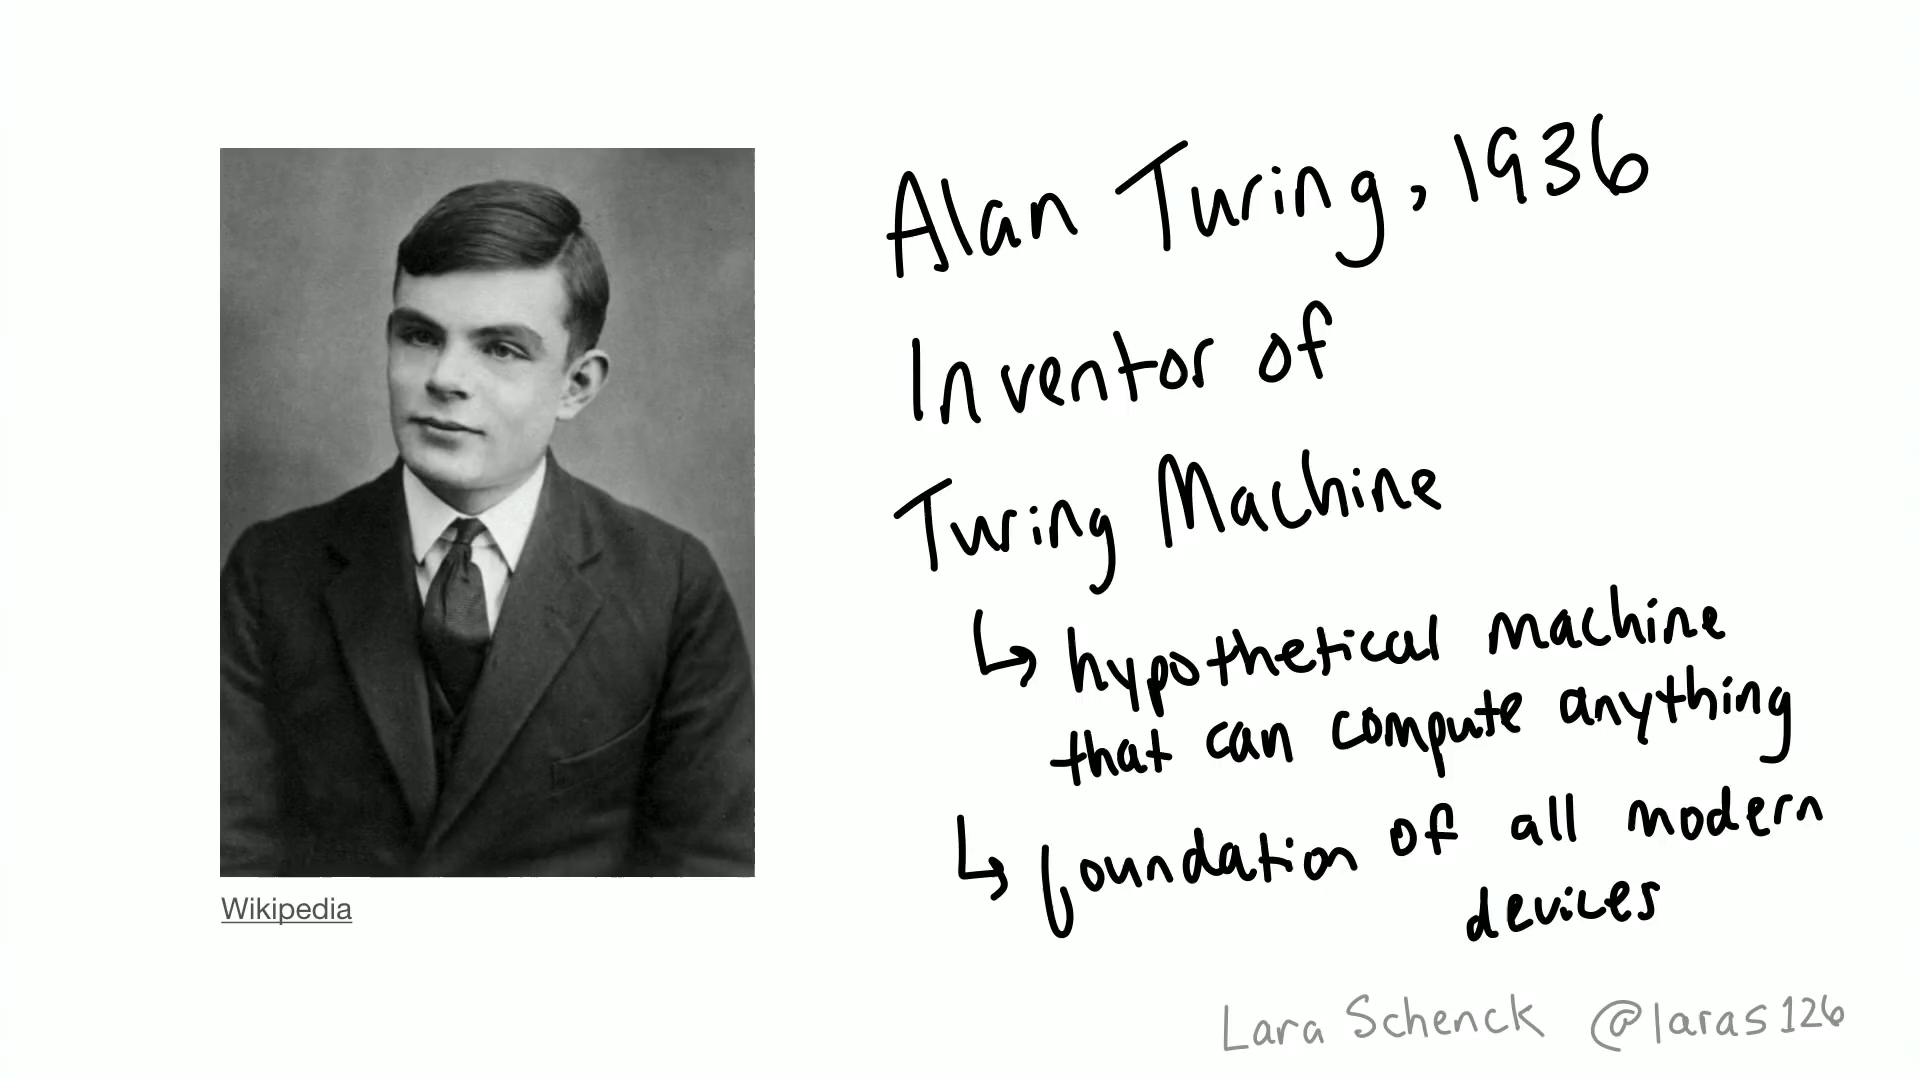 Alan Turing, 1936
Inventor of
Turing Machine
↳ hypothetical machine
that can compute anything
↳ foundation of all modern
devices
Wikipedia
Lara Schenck @laras126